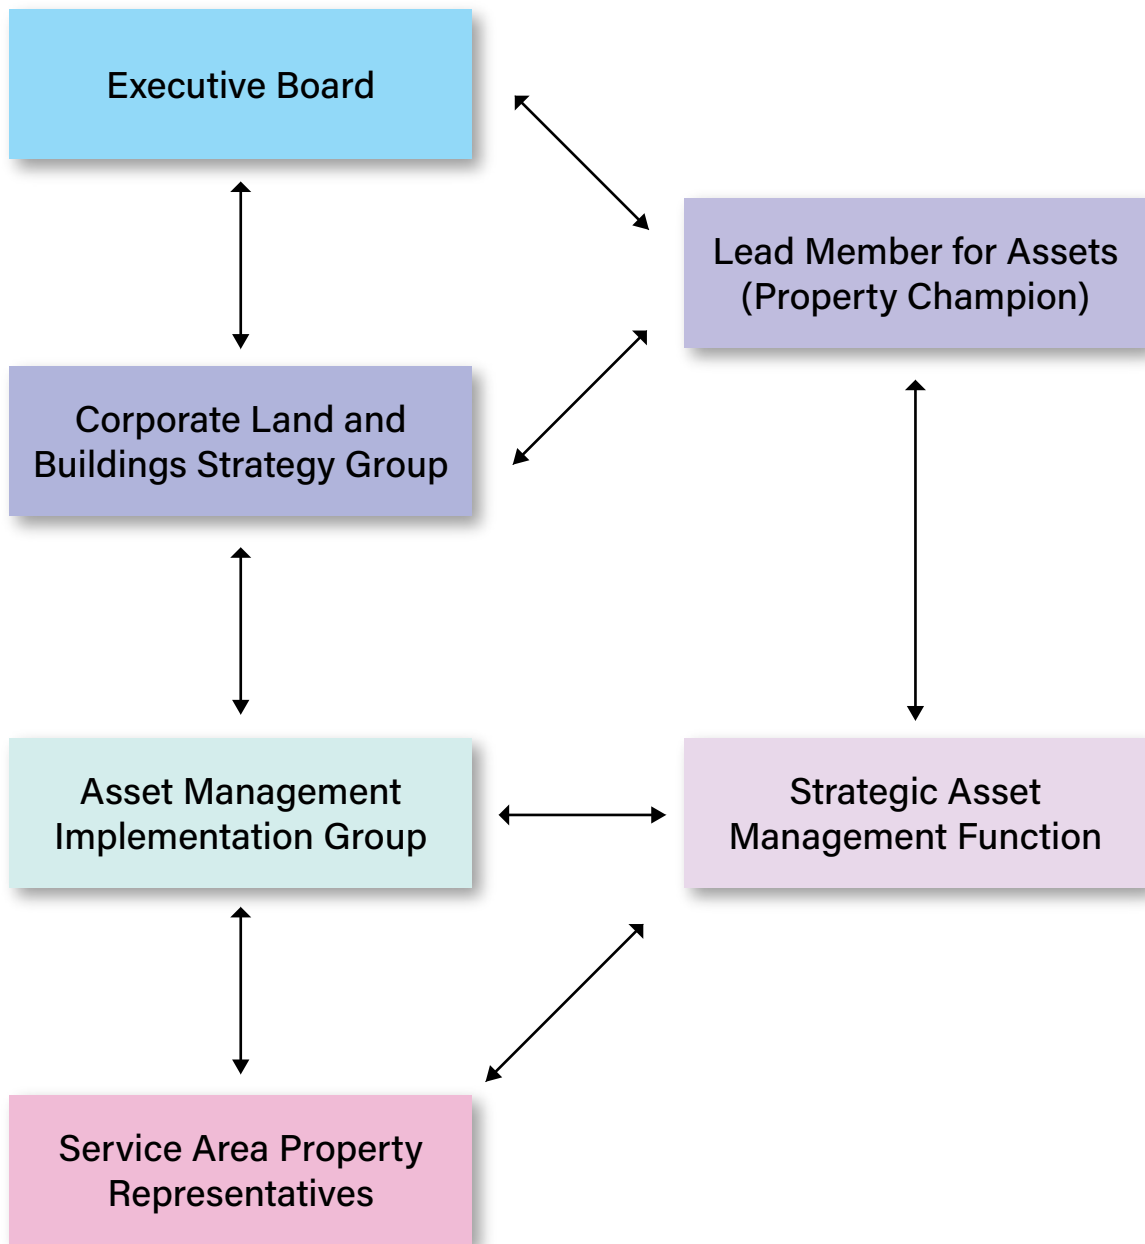 Executive Board
Lead Member for Assets
(Property Champion)
Corporate Land and
Buildings Strategy Group
Asset Management
Implementation Group
Strategic Asset
Management Function
Service Area Property
Representatives